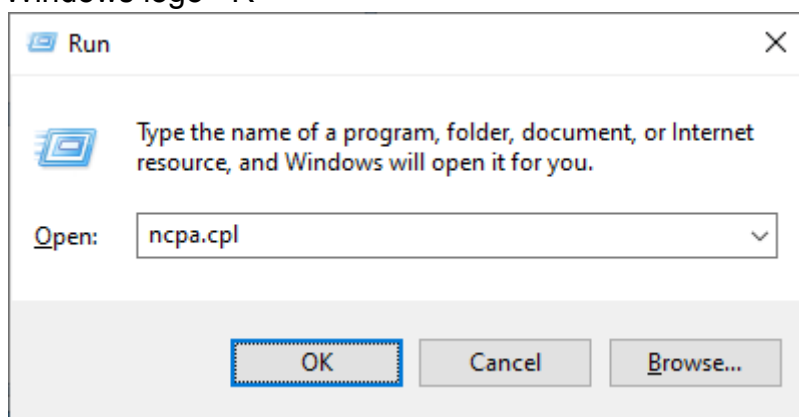 Run
Type the name of a program, folder, document, or Internet
resource, and Windows will open it for you.
Open: ncpa.cpl
OK Cancel Browse...